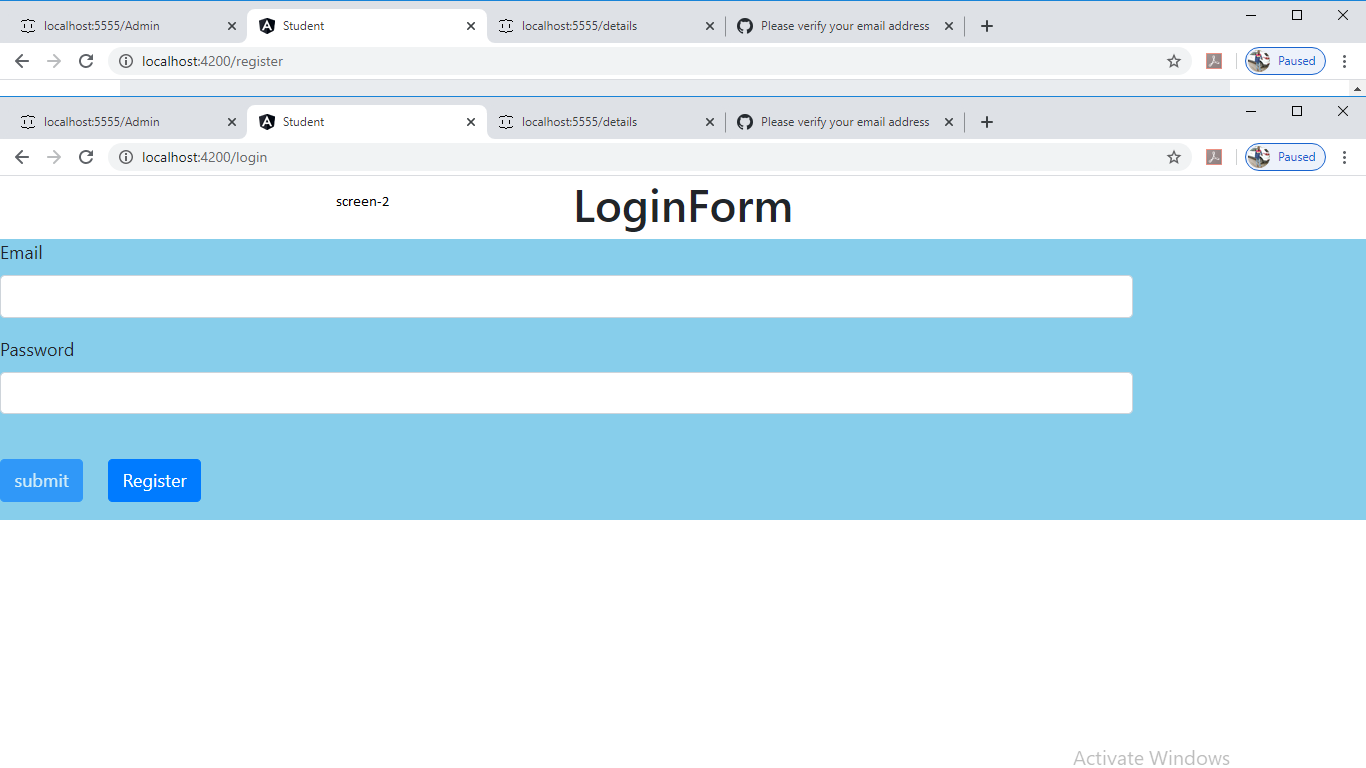 localhost:5555/Admin Student localhost:5555/details Please verify your email address
localhost:4200/register Paused
localhost:5555/Admin Student localhost:5555/details Please verify your email address
localhost:4200/login Paused
screen-2 LoginForm
Email
Password
submit Register
Activate Windows